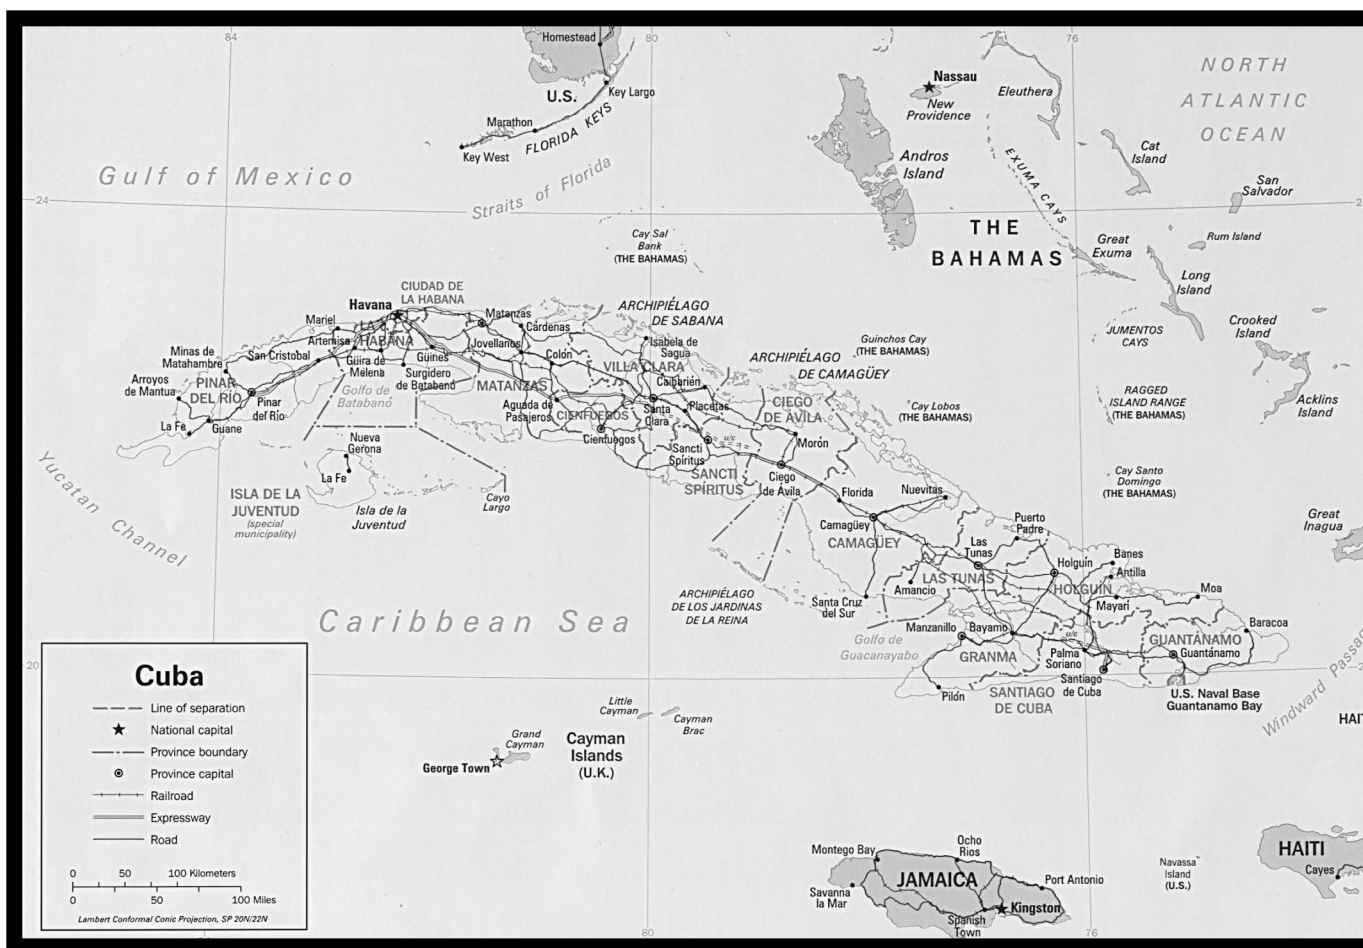 84
80
76
Homestead
Key Largo
U.S.
Marathon
FLORIDA KEYS
Key West
Nassau
New
Providence
Eleuthera
NORTH
ATLANTIC
OCEAN
Cat
Island
Andros
Island
EXUMA CAYS
San
Salvador
Gulf of Mexico
Straits of Florida
24
2
Cay Sal
Bank
(THE BAHAMAS)
THE
BAHAMAS
Great
Exuma
Rum Island
Long
Island
CIUDAD DE
LA HABANA
Havana
Mariel
Artemisa
LA
HABANA
Matanzas
Cárdenas
ARCHIPIÉLAGO
DE SABANA
JUMENTOS
CAYS
Crooked
Island
Minas de
Matahambre
San Cristobal
Güira de
Melena
Güines
Surgidero
de Batabanó
Jovellanos
Colón
Isabela de
Sagua
ARCHIPIÉLAGO
DE CAMAGÜEY
Guinchos Cay
(THE BAHAMAS)
Arroyos
de Mantua
PINAR
DEL RÍO
Pinar
del Río
Golfo de
Batabanó
MATANZAS
VILLA CLARA
Caibarién
La Fe
Guane
Aguada de
Pasajeros
CIENFUEGOS
Cienfuegos
Santa
Clara
Placetas
CIEGO
DE AVILA
Cay Lobos
(THE BAHAMAS)
RAGGED
ISLAND RANGE
(THE BAHAMAS)
Acklins
Island
Nueva
Gerona
La Fe
Sancti
Spíritus
u/c
Morón
Yucatan Channel
ISLA DE LA
JUVENTUD
(special
municipality)
Isla de la
Juventud
Cayo
Largo
SANCTI
SPÍRITUS
Ciego
de Ávila
Florida
Nuevitas
Cay Santo
Domingo
(THE BAHAMAS)
Great
Inagua
Camagüey
CAMAGÜEY
Puerto
Padre
Las
Tunas
Holguín
Banes
Antilla
ARCHIPIÉLAGO
DE LOS JARDINAS
DE LA REINA
Santa Cruz
del Sur
Amancio
LAS TUNAS
HOLGUÍN
Mayarí
Moa
Caribbean Sea
Manzanillo
Bayamo
u/c
Golfo de
Guacanayabo
GRANMA
Palma
Soriano
GUANTÁNAMO
Guantánamo
Baracoa
20
2
Pilón
SANTIAGO
DE CUBA
Santiago
de Cuba
U.S. Naval Base
Guantanamo Bay
Windward Passa
HAI
Little
Cayman
Cayman
Brac
Grand
Cayman
George Town
Cayman
Islands
(U.K.)
Cuba
Line of separation
National capital
Province boundary
Province capital
Railroad
Expressway
Road
0 50 100 Kilometers
0 50 100 Miles
Lambert Conformal Conic Projection, SP 20N/22N
Montego Bay
Ocho
Rios
JAMAICA
Port Antonio
Savanna
la Mar
Spanish
Town
Kingston
Navassa
Island
(U.S.)
HAITI
Cayes
84
80
76